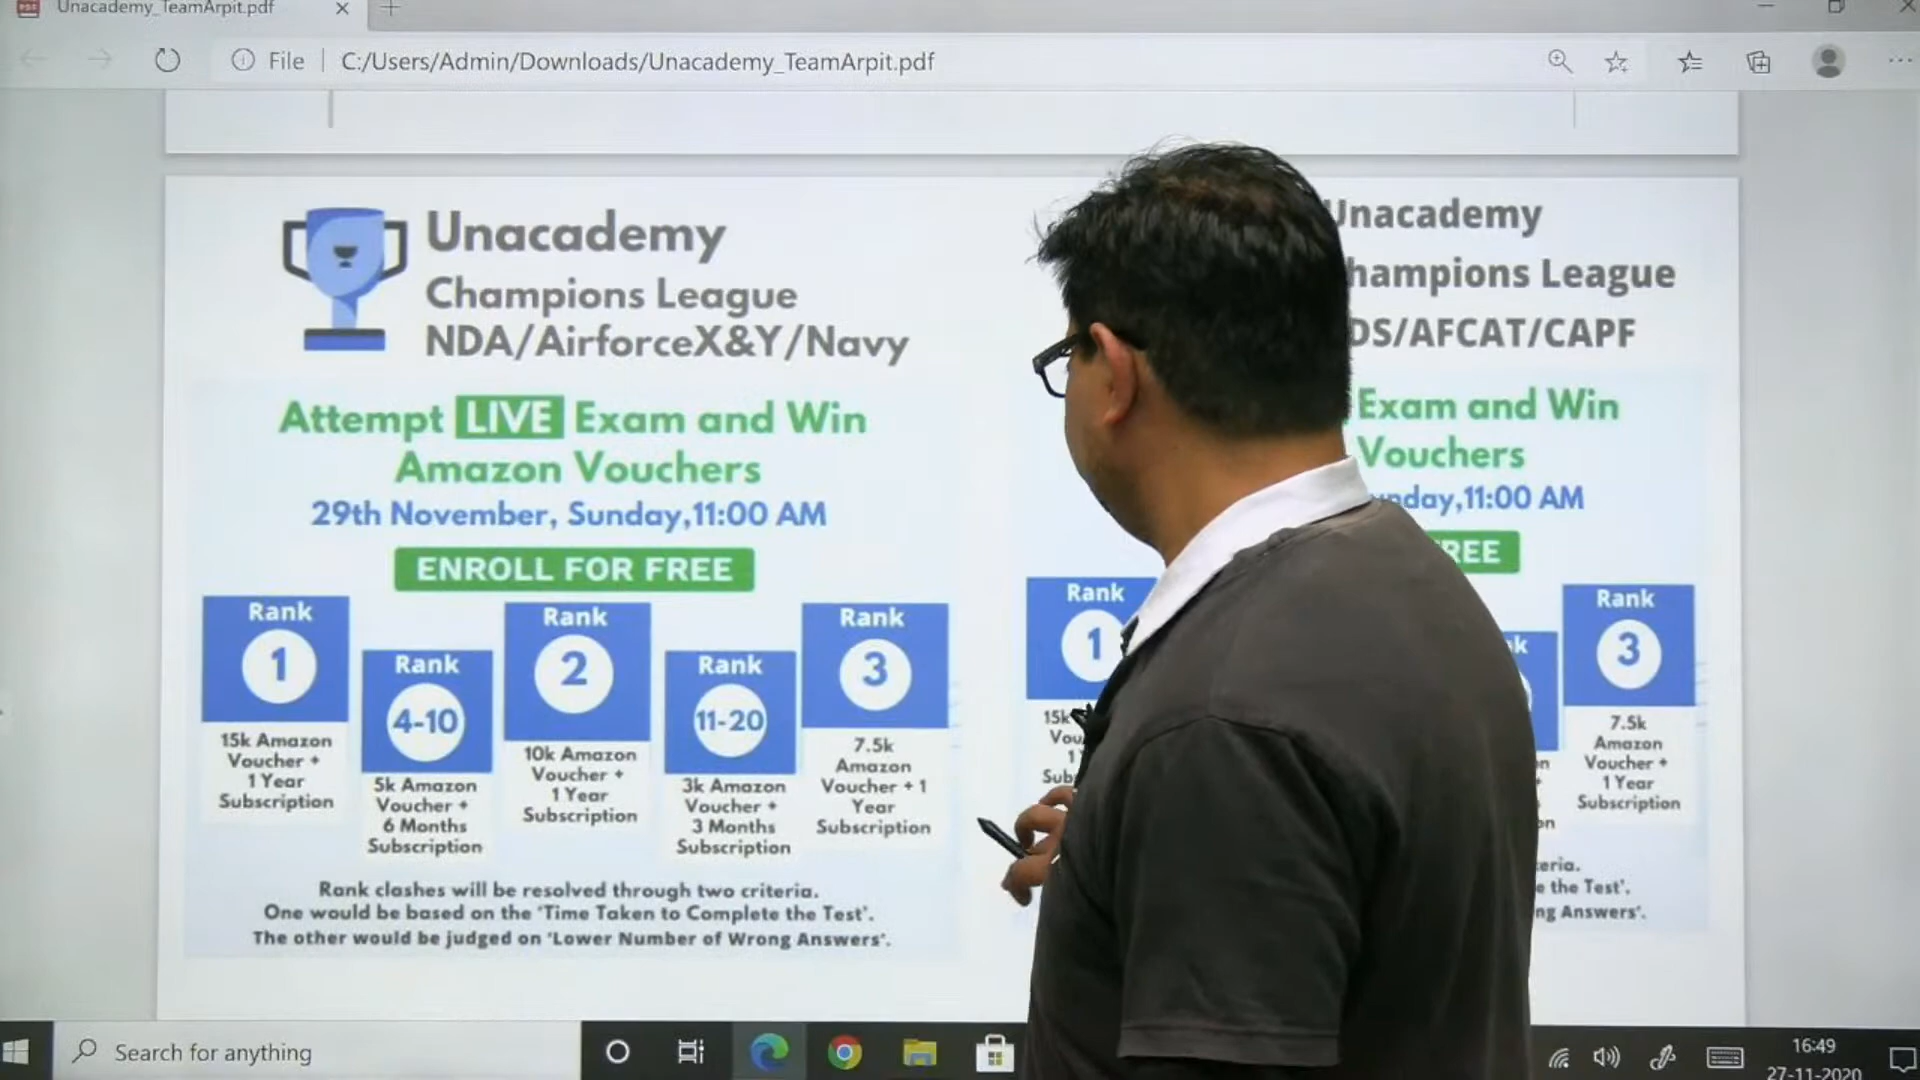 Unacademy_TeamArpit.pdf
File
C:/Users/Admin/Downloads/Unacademy_TeamArpit.pdf
Unacademy
Champions League
NDA/AirforceX&Y/Navy
Attempt LIVE Exam and Win
Amazon Vouchers
29th November, Sunday,11:00 AM
ENROLL FOR FREE
Rank
1
15k Amazon
Voucher +
1 Year
Subscription
Rank
4-10
5k Amazon
Voucher +
6 Months
Subscription
Rank
2
10k Amazon
Voucher +
1 Year
Subscription
Rank
11-20
3k Amazon
Voucher +
3 Months
Subscription
Rank
3
7.5k
Amazon
Voucher + 1
Year
Subscription
Rank clashes will be resolved through two criteria.
One would be based on the 'Time Taken to Complete the Test'.
The other would be judged on 'Lower Number of Wrong Answers'.
Unacademy
hampions League
DS/AFCAT/CAPF
Exam and Win
Vouchers
nday,11:00 AM
REE
Rank
1
15k
Vou
1
Sub
Rank
3
7.5k
Amazon
Voucher +
1 Year
Subscription
eria.
e the Test'.
ng Answers'.
Search for anything
16:49
27-11-2020